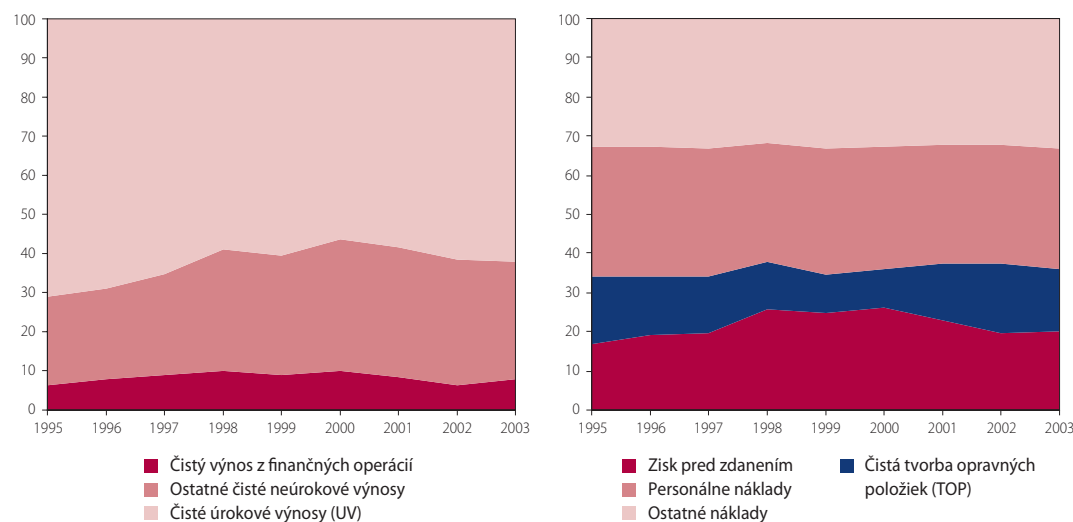 100
90
80
70
60
50
40
30
20
10
0
1995 1996 1997 1998 1999 2000 2001 2002 2003
Čistý výnos z finančných operácií
Ostatné čisté neúrokové výnosy
Čisté úrokové výnosy (UV)
100
90
80
70
60
50
40
30
20
10
0
1995 1996 1997 1998 1999 2000 2001 2002 2003
Zisk pred zdanením
Personálne náklady
Ostatné náklady
Čistá tvorba opravných
položiek (TOP)